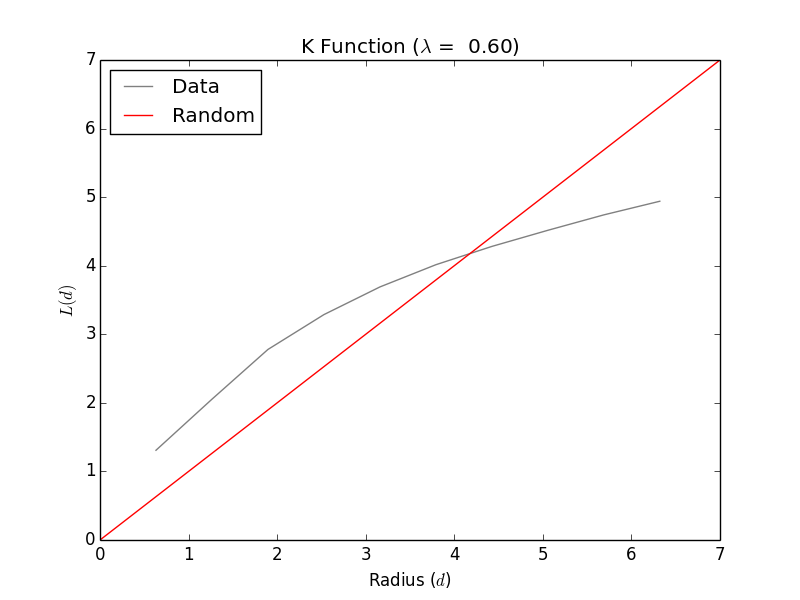 K Function (λ = 0.60)
Data
Random
7
6
5
4
3
2
1
0
L(d)
0 1 2 3 4 5 6 7
Radius (d)